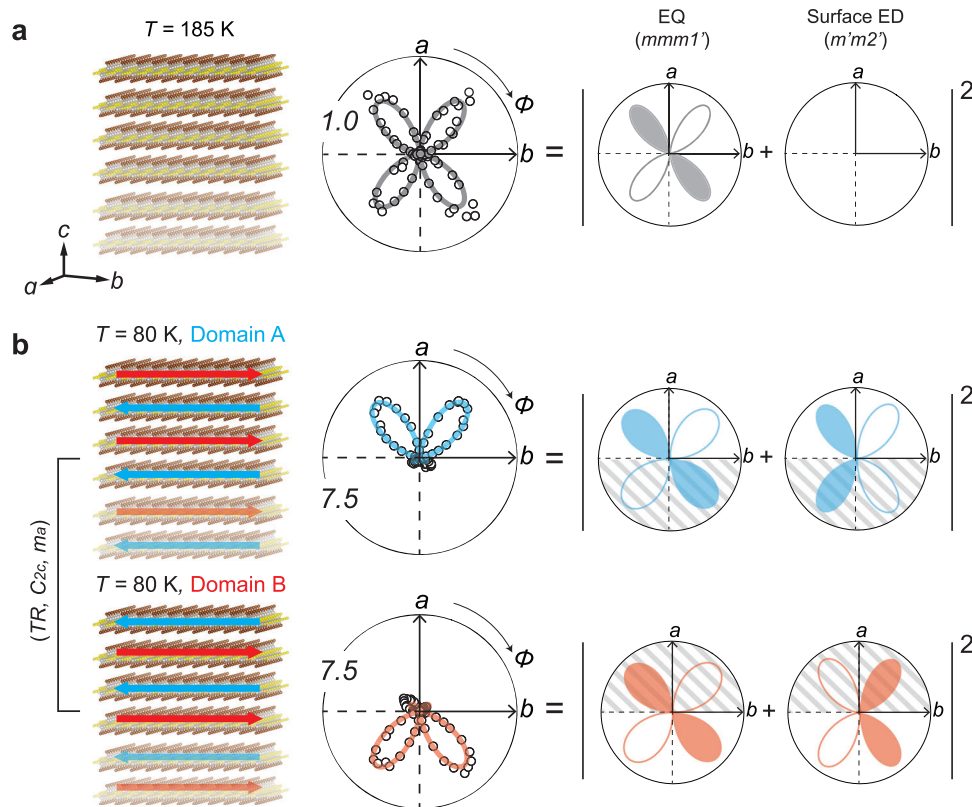 a
T = 185 K
EQ
(mmm1’)
Surface ED
(m’m2’)
a
Φ
1.0
b
=
a
b
+
a
b
2
c
a
b
b
T = 80 K, Domain A
a
Φ
7.5
b
=
a
b
+
a
b
2
(TR, C2c, ma)
T = 80 K, Domain B
a
Φ
7.5
b
=
a
b
+
a
b
2